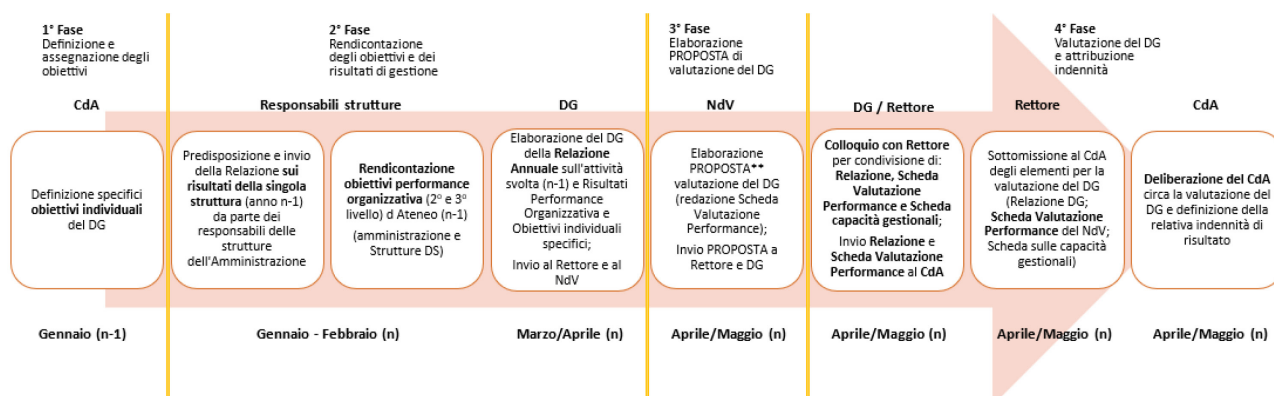 1° Fase
Definizione e
assegnazione degli
obiettivi
2° Fase
Rendicontazione
degli obiettivi e dei
risultati di gestione
3° Fase
Elaborazione
PROPOSTA di
valutazione del DG
4° Fase
Valutazione del DG
e attribuzione
indennità
CdA
Responsabili strutture
DG
NdV
DG / Rettore
Rettore
CdA
Definizione specifici
obiettivi individuali
del DG
Predisposizione e invio
della Relazione sui
risultati della singola
struttura (anno n-1)
da parte dei
responsabili delle
strutture
dell'Amministrazione
Rendicontazione
obiettivi performance
organizzativa (2° e 3°
livello) d Ateneo (n-1)
(amministrazione e
Strutture DS)
Elaborazione del DG
della Relazione
Annuale sull'attività
svolta (n-1) e Risultati
Performance
Organizzativa e
Obiettivi individuali
specifici;
Invio al Rettore e al
NdV
Elaborazione
PROPOSTA**
valutazione del DG
(redazione Scheda
Valutazione
Performance);
Invio PROPOSTA a
Rettore e DG
Colloquio con Rettore
per condivisione di:
Relazione, Scheda
Valutazione
Performance e Scheda
capacità gestionali;
Invio Relazione e
Scheda Valutazione
Performance al CdA
Sottomissione al CdA
degli elementi per la
valutazione del DG
(Relazione DG;
Scheda Valutazione
Performance del NdV;
Scheda sulle capacità
gestionali)
Deliberazione del CdA
circa la valutazione del
DG e definizione della
relativa indennità di
risultato
Gennaio (n-1)
Gennaio - Febbraio (n)
Marzo/Aprile (n)
Aprile/Maggio (n)
Aprile/Maggio (n)
Aprile/Maggio (n)
Aprile/Maggio (n)